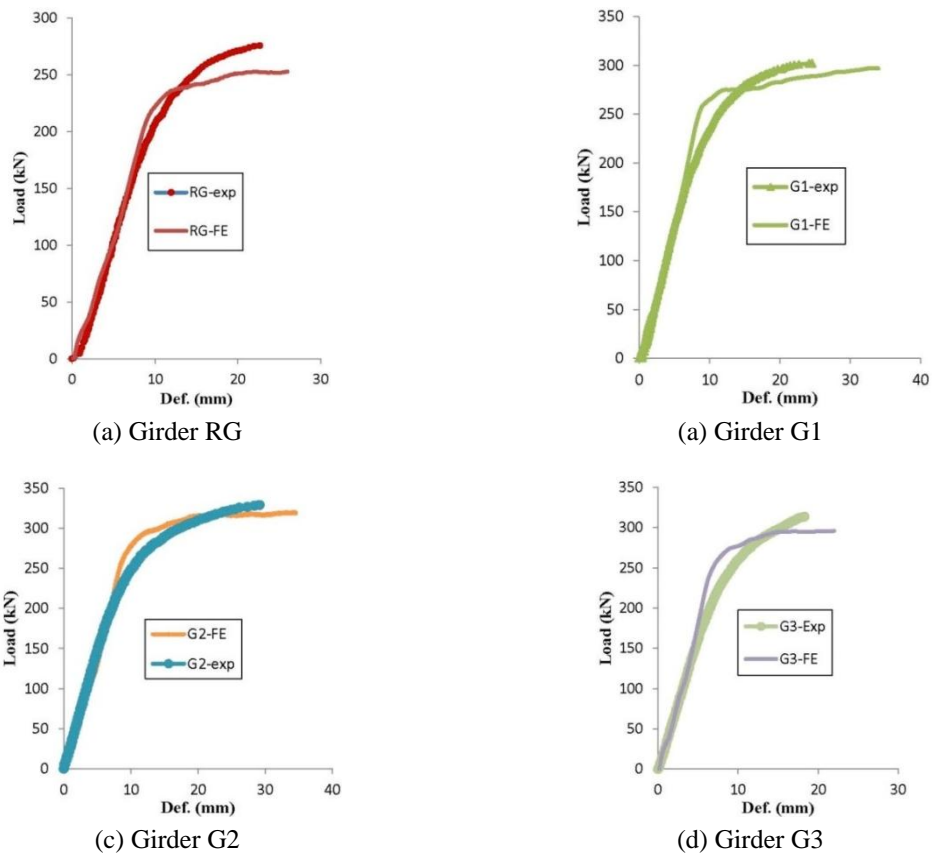 300
250
200
150
100
50
0
Load (kN)
RG-exp
RG-FE
0 10 20 30
Def. (mm)
(a) Girder RG
350
300
250
200
150
100
50
0
Load (kN)
G1-exp
G1-FE
0 10 20 30 40
Def. (mm)
(a) Girder G1
350
300
250
200
150
100
50
0
Load (kN)
G2-FE
G2-exp
0 10 20 30 40
Def. (mm)
(c) Girder G2
350
300
250
200
150
100
50
0
Load (kN)
G3-Exp
G3-FE
0 10 20 30
Def. (mm)
(d) Girder G3